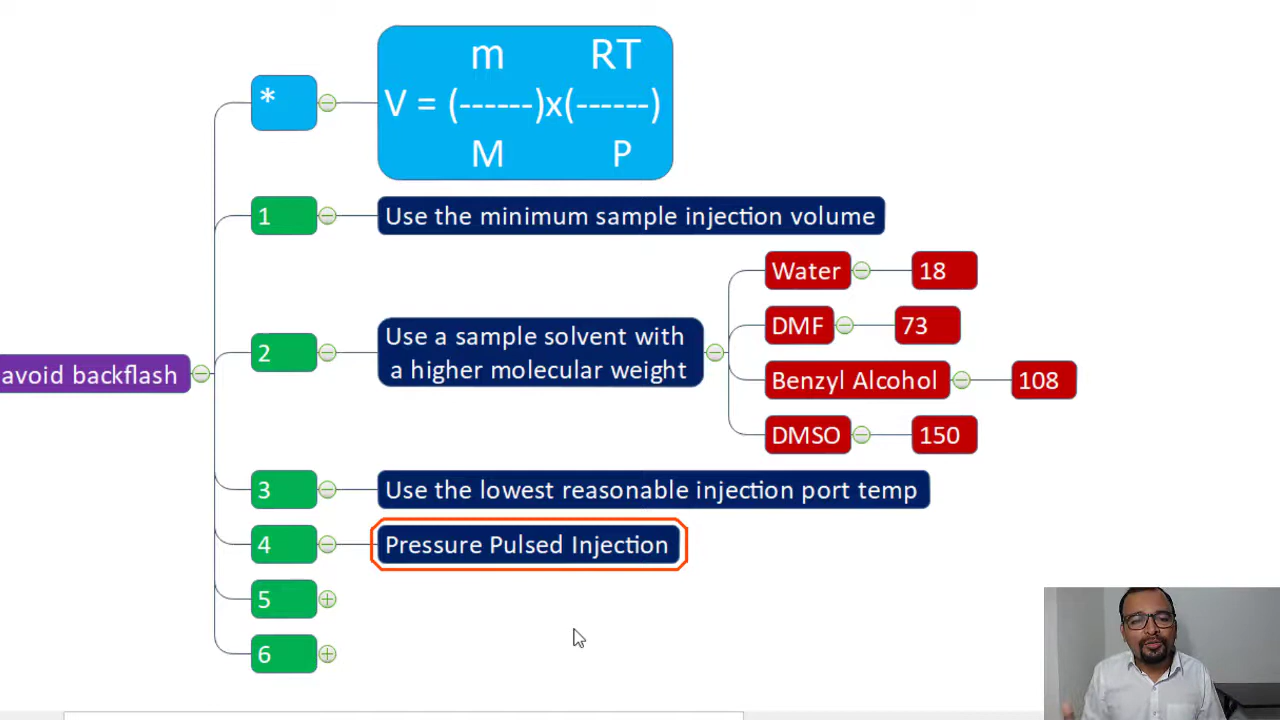 avoid backflash
*
m RT
V = (------)x(------)
M P
1
Use the minimum sample injection volume
2
Use a sample solvent with
a higher molecular weight
Water
18
DMF
73
Benzyl Alcohol
108
DMSO
150
3
Use the lowest reasonable injection port temp
4
Pressure Pulsed Injection
5
6